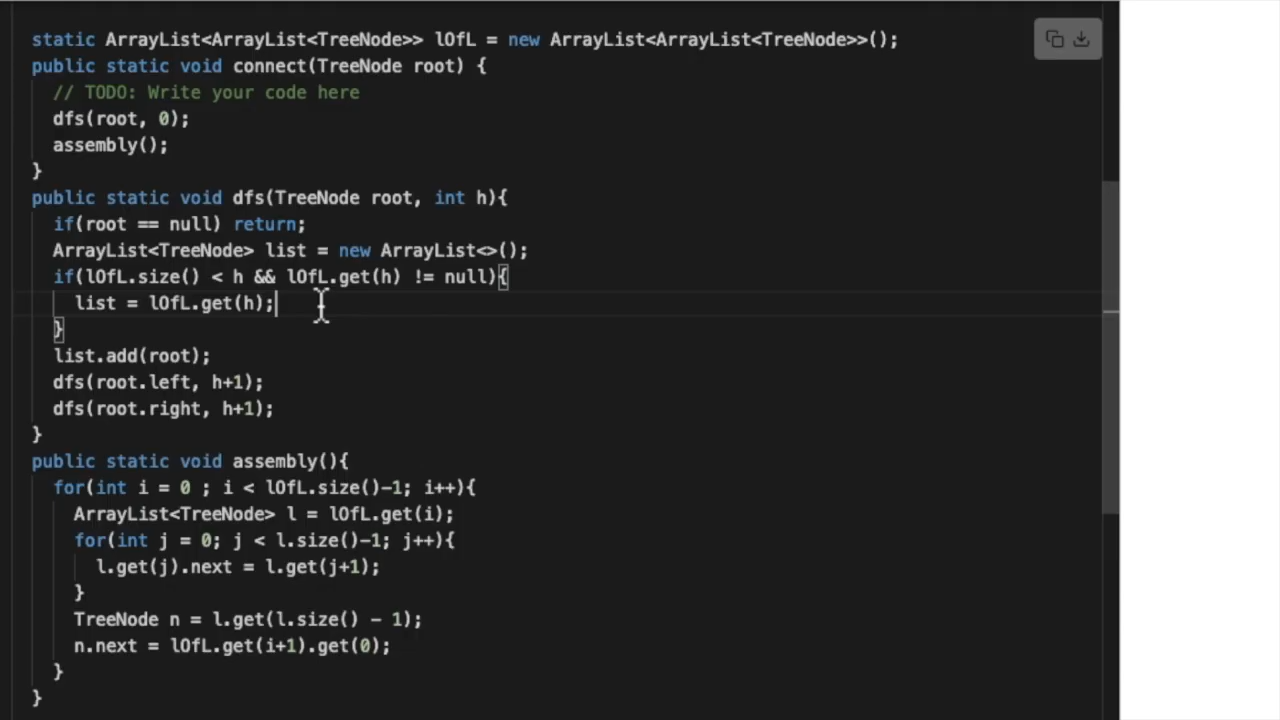 static ArrayList<ArrayList<TreeNode>> lOfL = new ArrayList<ArrayList<TreeNode>>();
public static void connect(TreeNode root) {
// TODO: Write your code here
dfs(root, 0);
assembly();
}
public static void dfs(TreeNode root, int h){
if(root == null) return;
ArrayList<TreeNode> list = new ArrayList<>();
if(lOfL.size() < h && lOfL.get(h) != null){
list = lOfL.get(h);
}
list.add(root);
dfs(root.left, h+1);
dfs(root.right, h+1);
}
public static void assembly(){
for(int i = 0 ; i < lOfL.size()-1; i++){
ArrayList<TreeNode> l = lOfL.get(i);
for(int j = 0; j < l.size()-1; j++){
l.get(j).next = l.get(j+1);
}
TreeNode n = l.get(l.size() - 1);
n.next = lOfL.get(i+1).get(0);
}
}